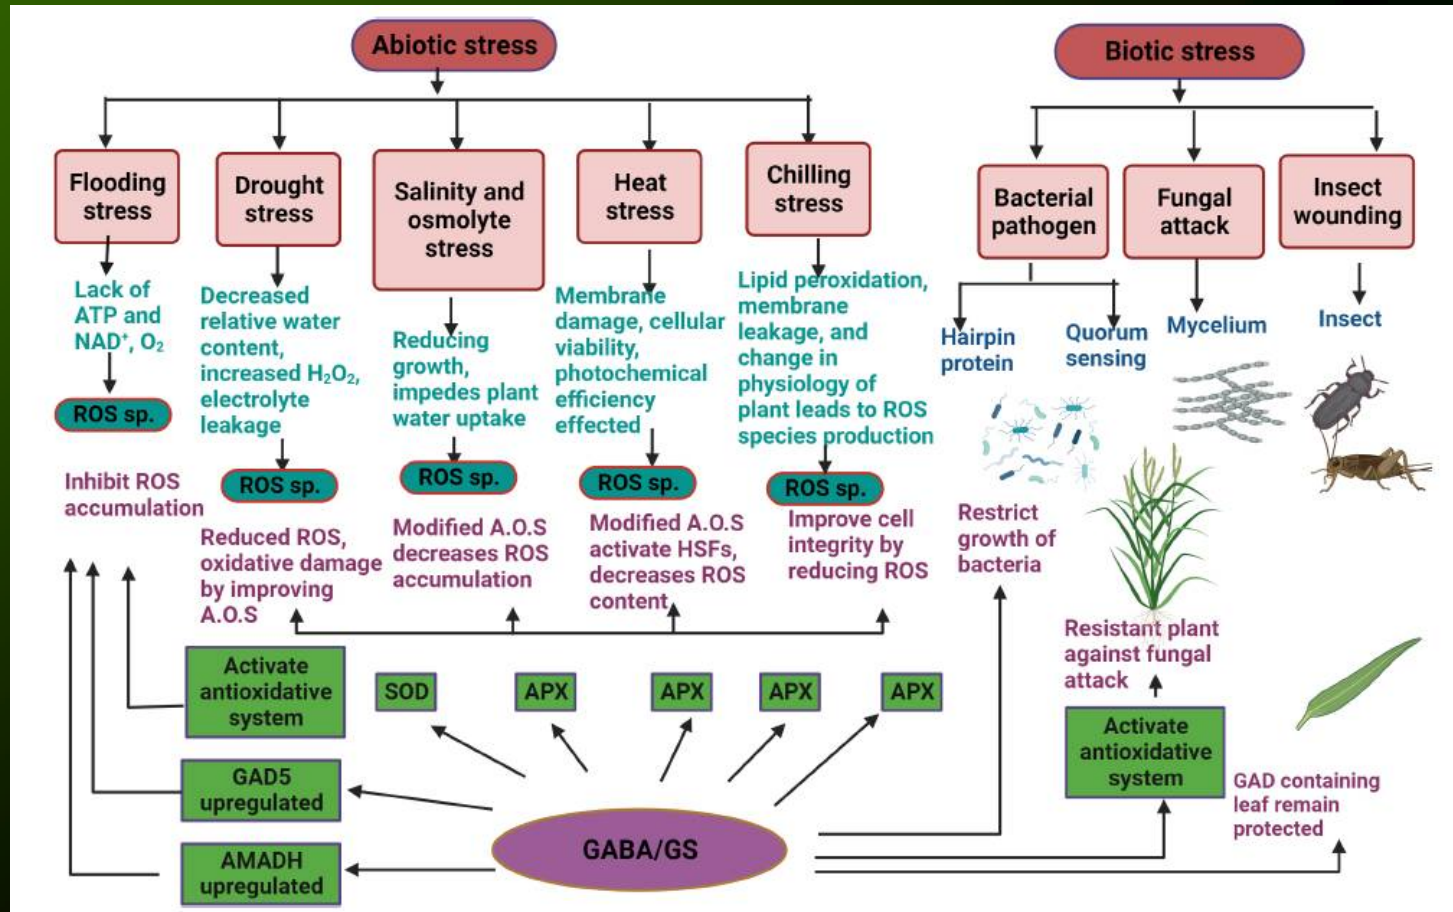 Abiotic stress
Biotic stress
Flooding
stress
Drought
stress
Salinity and
osmolyte
stress
Heat
stress
Chilling
stress
Bacterial
pathogen
Fungal
attack
Insect
wounding
Lack of
ATP and
NAD⁺, O₂
ROS sp.
Inhibit ROS
accumulation
Decreased
relative water
content,
increased H₂O₂,
electrolyte
leakage
ROS sp.
Reduced ROS,
oxidative damage
by improving
A.O.S
Reducing
growth,
impedes plant
water uptake
ROS sp.
Modified A.O.S
decreases ROS
accumulation
Membrane
damage, cellular
viability,
photochemical
efficiency
effected
ROS sp.
Modified A.O.S
activate HSFs,
decreases ROS
content
Lipid peroxidation,
membrane
leakage, and
change in
physiology of
plant leads to ROS
species production
ROS sp.
Improve cell
integrity by
reducing ROS
Hairpin
protein
Quorum
sensing
Mycelium
Insect
Restrict
growth of
bacteria
Resistant plant
against fungal
attack
Activate
antioxidative
system
SOD
APX
APX
APX
APX
Activate
antioxidative
system
GAD5
upregulated
GAD containing
leaf remain
protected
AMADH
upregulated
GABA/GS